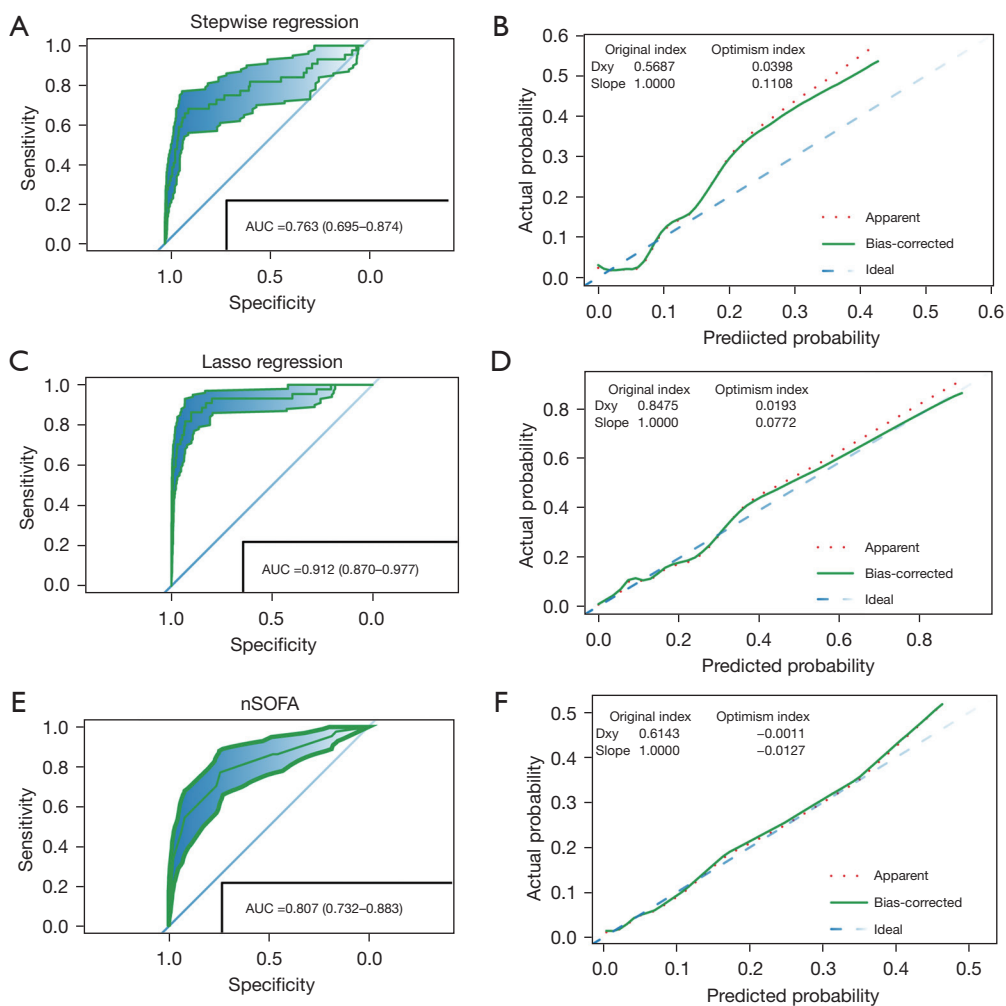 A
Stepwise regression
1.0
0.8
0.6
0.4
0.2
0.0
Sensitivity
AUC =0.763 (0.695–0.874)
1.0 0.5 0.0
Specificity
B
0.6
0.5
0.4
0.3
0.2
0.1
0.0
Actual probability
Original index Optimism index
Dxy 0.5687 0.0398
Slope 1.0000 0.1108
Apparent
Bias-corrected
Ideal
0.0 0.1 0.2 0.3 0.4 0.5 0.6
Prediicted probability
C
Lasso regression
1.0
0.8
0.6
0.4
0.2
0.0
Sensitivity
AUC =0.912 (0.870–0.977)
1.0 0.5 0.0
Specificity
D
0.8
0.6
0.4
0.2
0.0
Actual probability
Original index Optimism index
Dxy 0.8475 0.0193
Slope 1.0000 0.0772
Apparent
Bias-corrected
Ideal
0.0 0.2 0.4 0.6 0.8
Predicted probability
E
nSOFA
1.0
0.8
0.6
0.4
0.2
0.0
Sensitivity
AUC =0.807 (0.732–0.883)
1.0 0.5 0.0
Specificity
F
0.5
0.4
0.3
0.2
0.1
0.0
Actual probability
Original index Optimism index
Dxy 0.6143 −0.0011
Slope 1.0000 −0.0127
Apparent
Bias-corrected
Ideal
0.0 0.1 0.2 0.3 0.4 0.5
Predicted probability